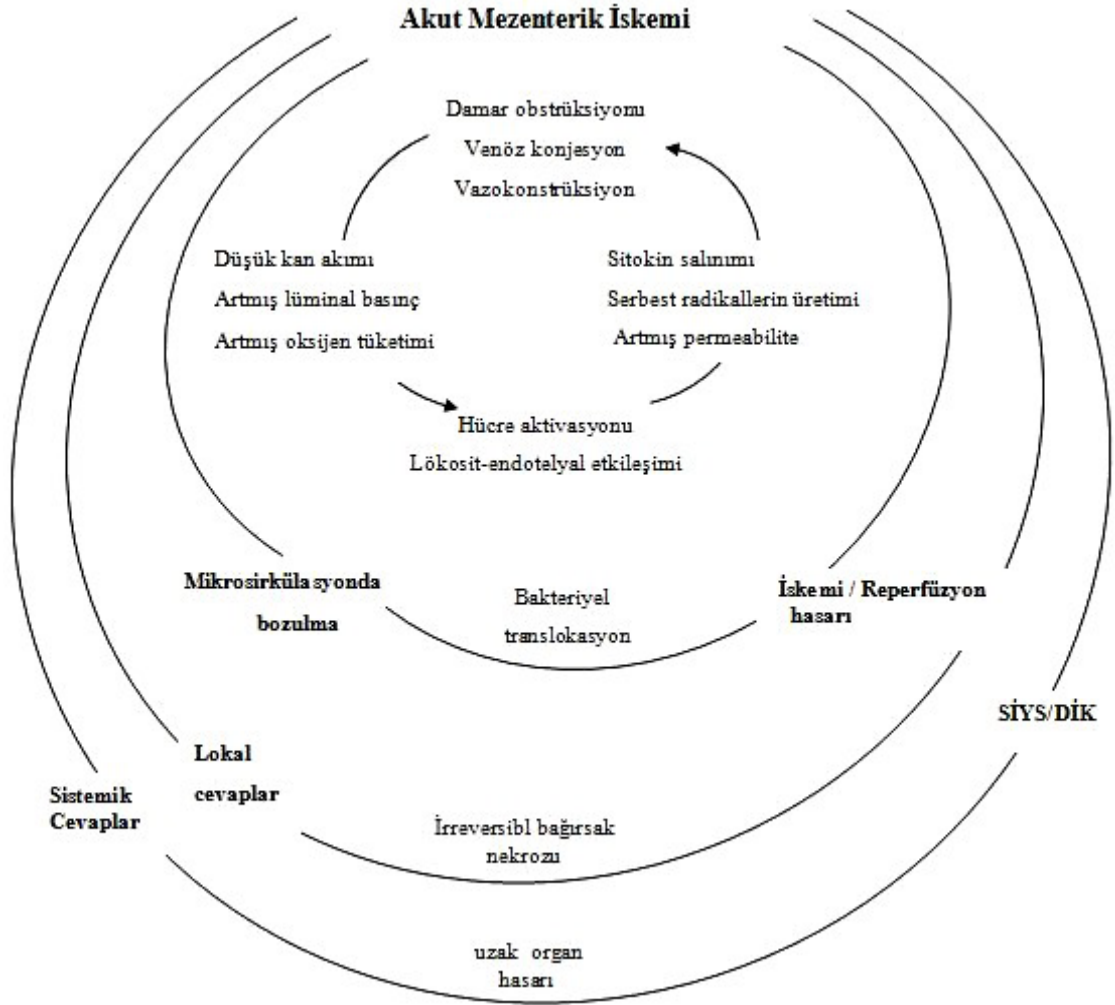 Akut Mezenterik İskemi
Damar obstrüksiyonu
Venöz konjesyon
Vazokonstrüksiyon
Düşük kan akımı
Artmış lüminal basınç
Artmış oksijen tüketimi
Sitokin salınımı
Serbest radikallerin üretimi
Artmış permeabilite
Hücre aktivasyonu
Lökosit-endotelyal etkileşimi
Mikrosirkülasyonda
bozulma
Bakteriyel
translokasyon
İskemi / Reperfüzyon
hasarı
SİYS/DİK
Lokal
cevaplar
Sistemik
Cevaplar
İrreversibl bağırsak
nekrozu
uzak organ
hasarı